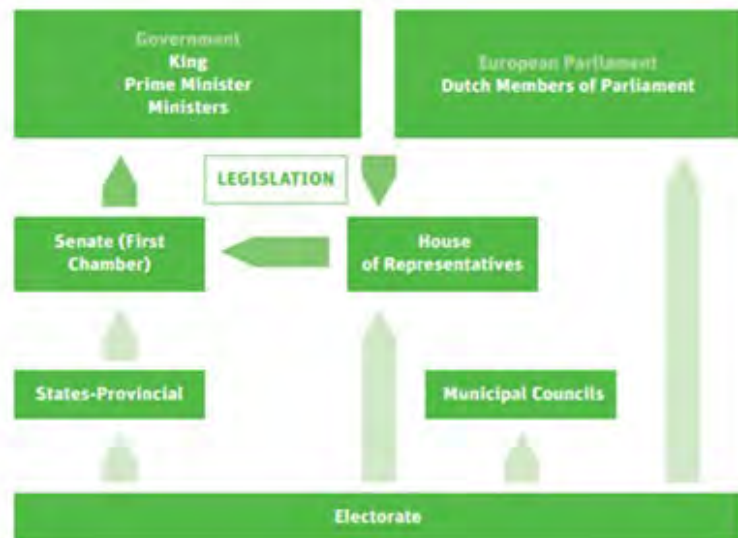 Government
King
Prime Minister
Ministers
European Parliament
Dutch Members of Parliament
LEGISLATION
Senate (First
Chamber)
House
of Representatives
States-Provincial
Municipal Councils
Electorate